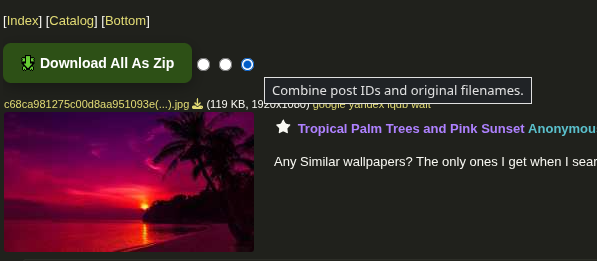 [Index] [Catalog] [Bottom]
Download All As Zip
Combine post IDs and original filenames.
c68ca981275c00d8aa951093e(...).jpg (119 KB, 1920x1080) google yandex iqdb wait
Tropical Palm Trees and Pink Sunset Anonymou
Any Similar wallpapers? The only ones I get when I sear